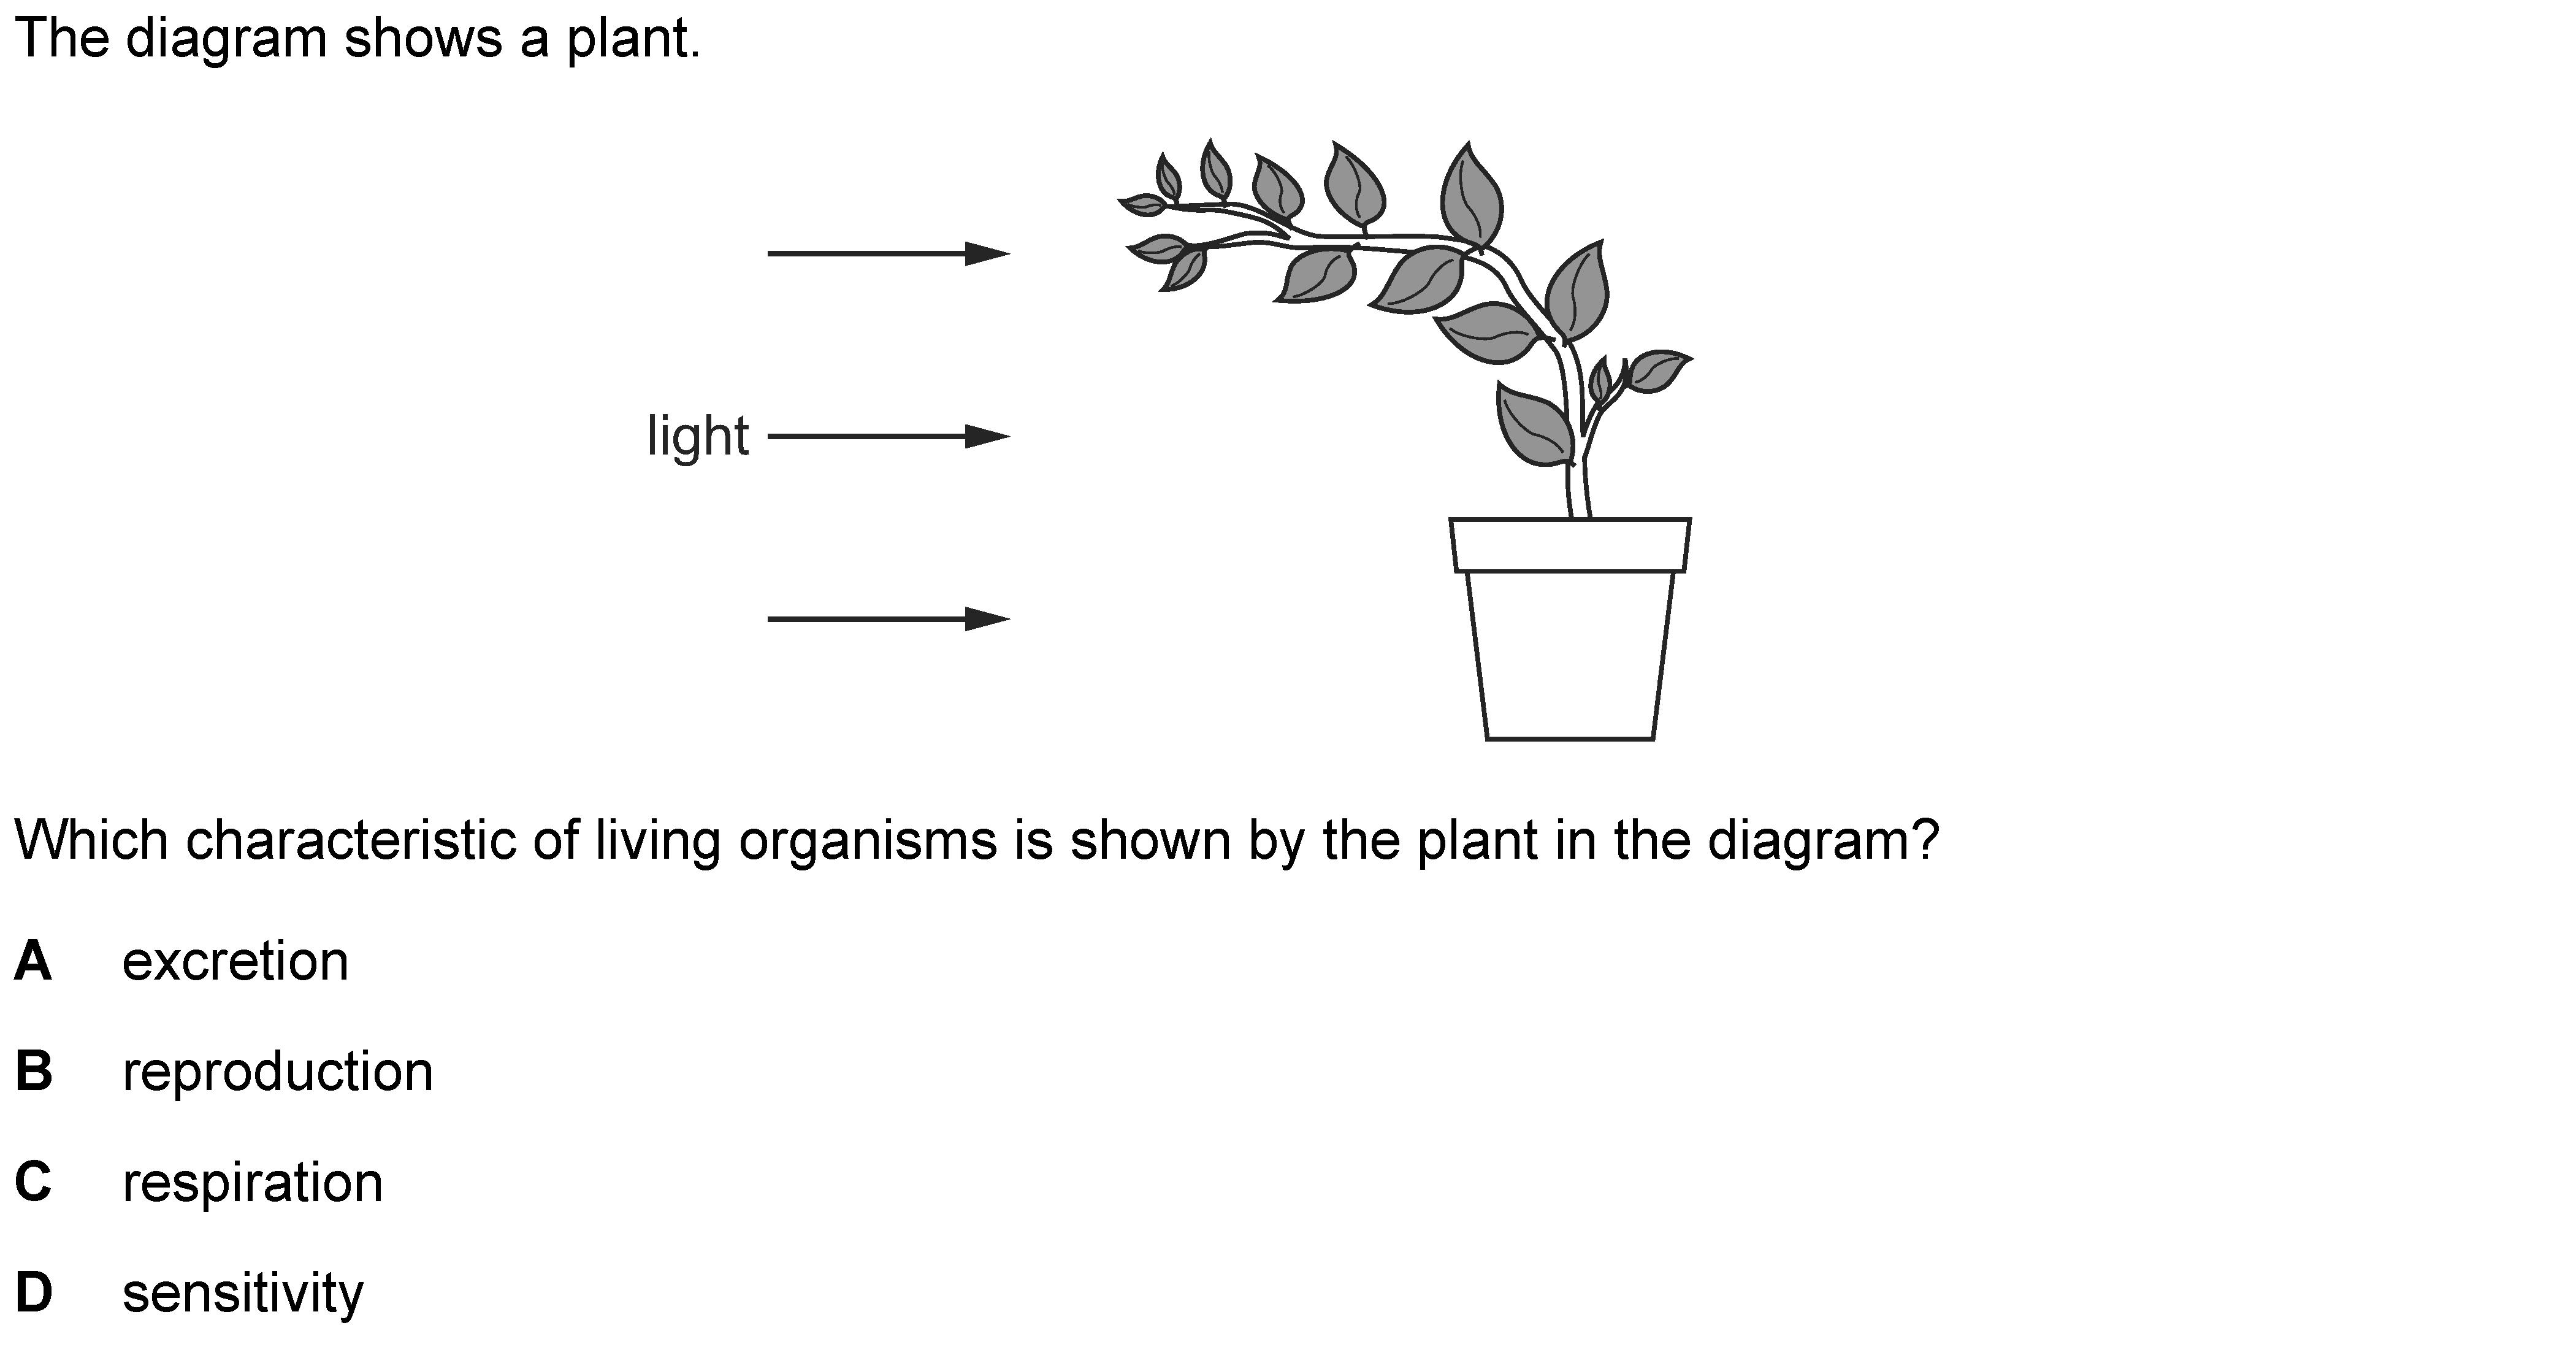 The diagram shows a plant.
light
Which characteristic of living organisms is shown by the plant in the diagram?
A excretion
B reproduction
C respiration
D sensitivity